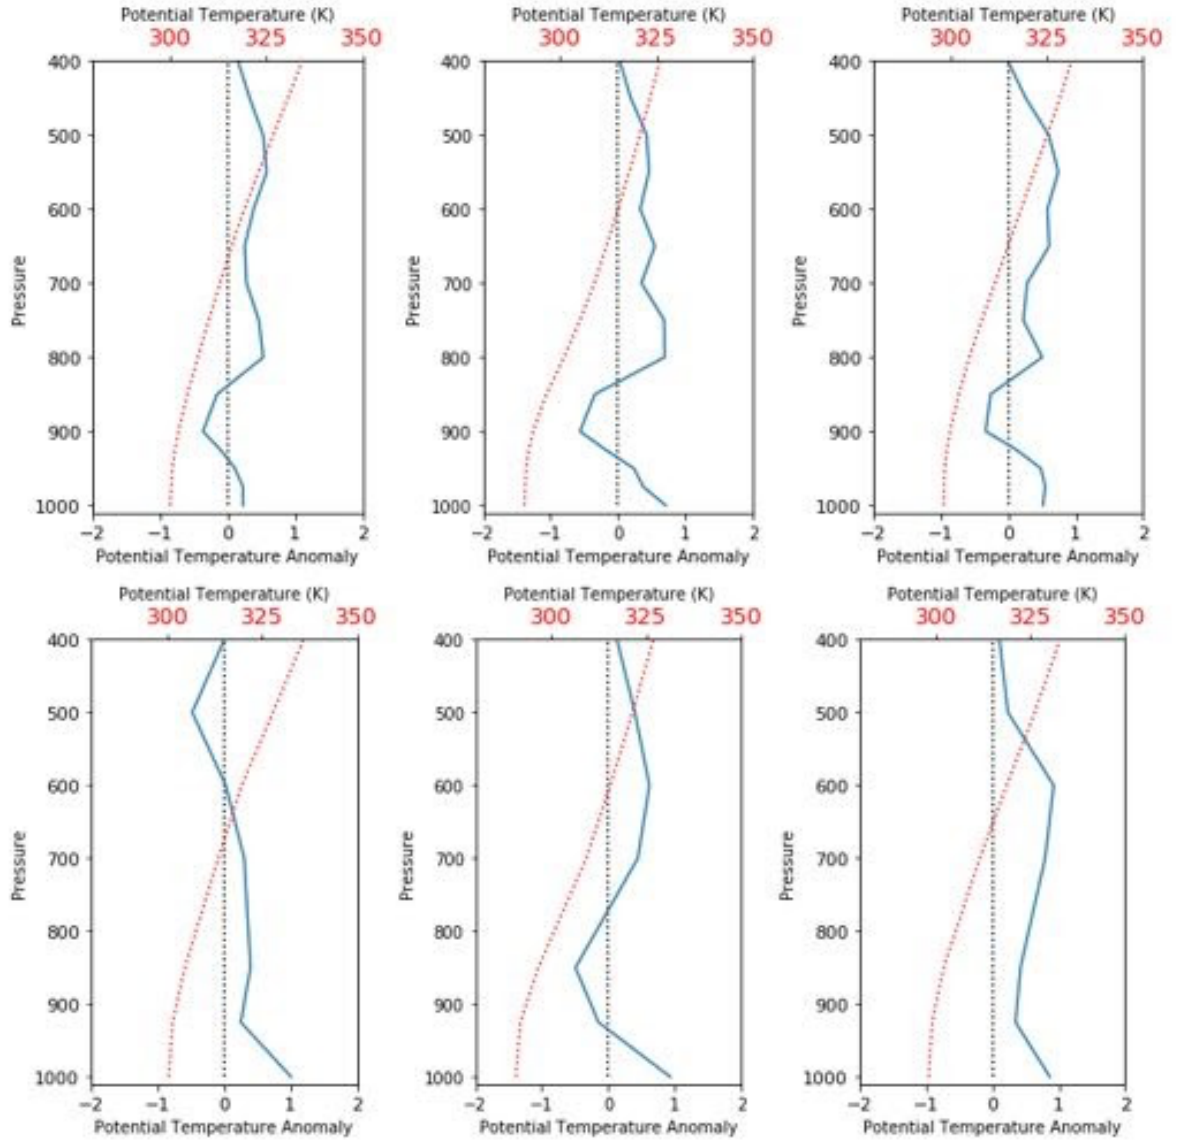 Potential Temperature (K) Potential Temperature (K) Potential Temperature (K)
300 325 350 300 325 350 300 325 350
400 400 400
500 500 500
600 600 600
Pressure Pressure Pressure
700 700 700
800 800 800
900 900 900
1000 1000 1000
−2 −1 0 1 2 −2 −1 0 1 2 −2 −1 0 1 2
Potential Temperature Anomaly Potential Temperature Anomaly Potential Temperature Anomaly
Potential Temperature (K) Potential Temperature (K) Potential Temperature (K)
300 325 350 300 325 350 300 325 350
400 400 400
500 500 500
600 600 600
700 700 700
Pressure Pressure Pressure
800 800 800
900 900 900
1000 1000 1000
−2 −1 0 1 2 −2 −1 0 1 2 −2 −1 0 1 2
Potential Temperature Anomaly Potential Temperature Anomaly Potential Temperature Anomaly